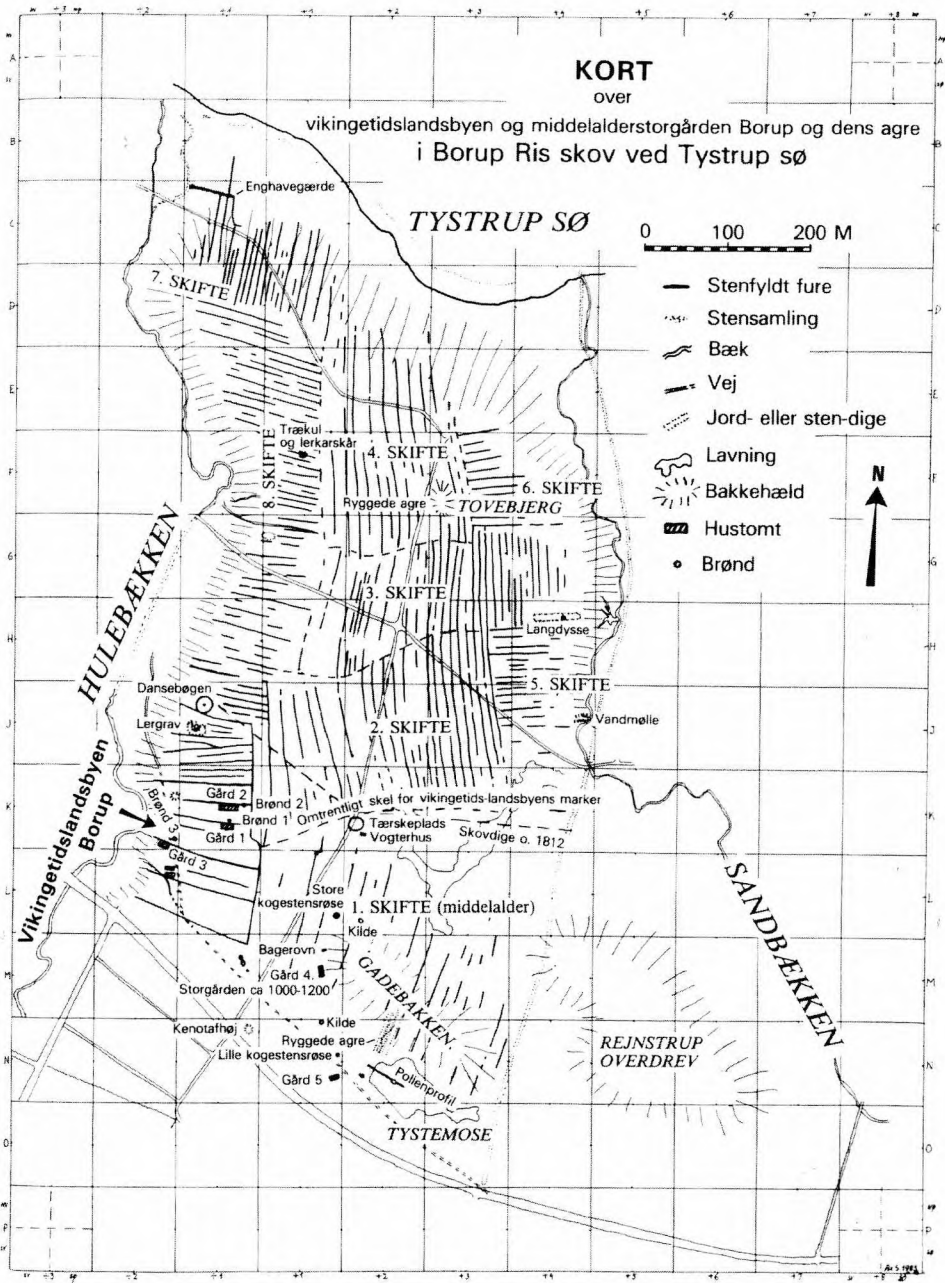 KORT
over
vikingetidslandsbyen og middelalderstorgården Borup og dens agre
i Borup Ris skov ved Tystrup sø
TYSTRUP SØ
0 100 200 M
Stenfyldt fure
Stensamling
Bæk
Vej
Jord- eller sten-dige
Lavning
Bakkehæld
Hustomt
Brønd
N
Enghavegærde
7. SKIFTE
8. SKIFTE
Trækul
og lerkarskår
4. SKIFTE
Ryggede agre
TOVEBJERG
6. SKIFTE
HULEBÆKKEN
3. SKIFTE
Langdysse
5. SKIFTE
Vandmølle
Dansebøgen
Lergrav
2. SKIFTE
Vikingetidslandsbyen
Borup
Gård 2
Brønd 2
Brønd 1
Gård 1
Brønd 3
Gård 3
Omtrentligt skel for vikingetids-landsbyens marker
Tærskeplads
Vogterhus
Skovdige o. 1812
Store
kogestensrøse
1. SKIFTE (middelalder)
Kilde
Bagerovn
Gård 4.
Storgården ca 1000-1200
GADEBAKKEN
SANDBÆKKEN
Kenotafhøj
Kilde
Ryggede agre
Lille kogestensrøse
Gård 5
Pollenprofil
REJNSTRUP
OVERDREV
TYSTEMOSE
A
B
C
D
E
F
G
H
J
K
L
M
N
O
P